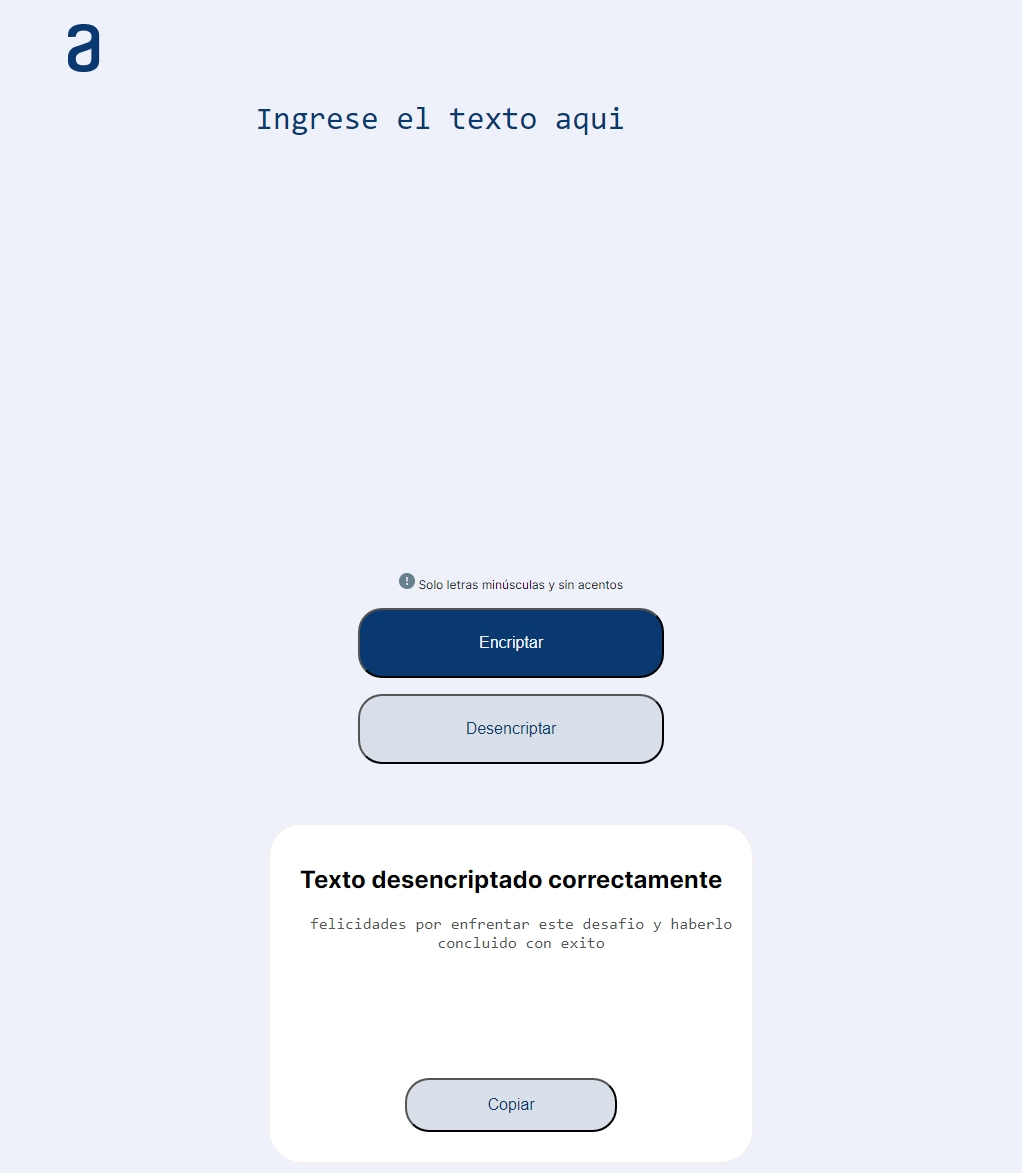 a
Ingrese el texto aqui
! Solo letras minúsculas y sin acentos
Encriptar
Desencriptar
Texto desencriptado correctamente
felicidades por enfrentar este desafio y haberlo
concluido con exito
Copiar